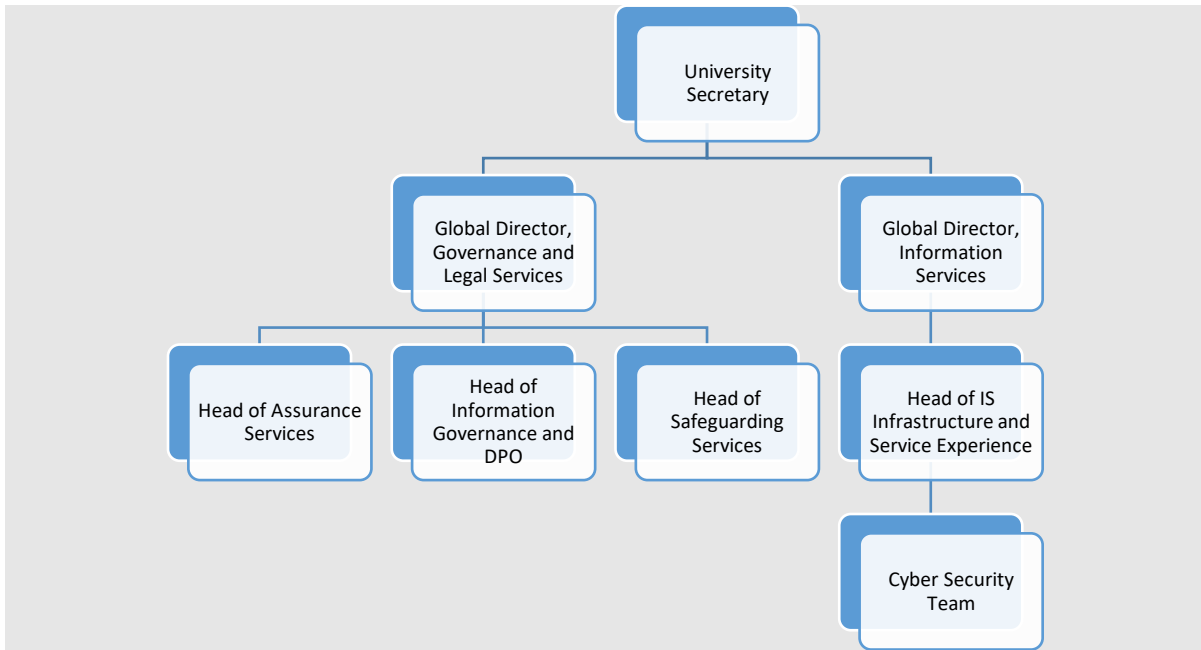 University
Secretary
Global Director,
Governance and
Legal Services
Global Director,
Information
Services
Head of Assurance
Services
Head of
Information
Governance and
DPO
Head of
Safeguarding
Services
Head of IS
Infrastructure and
Service Experience
Cyber Security
Team